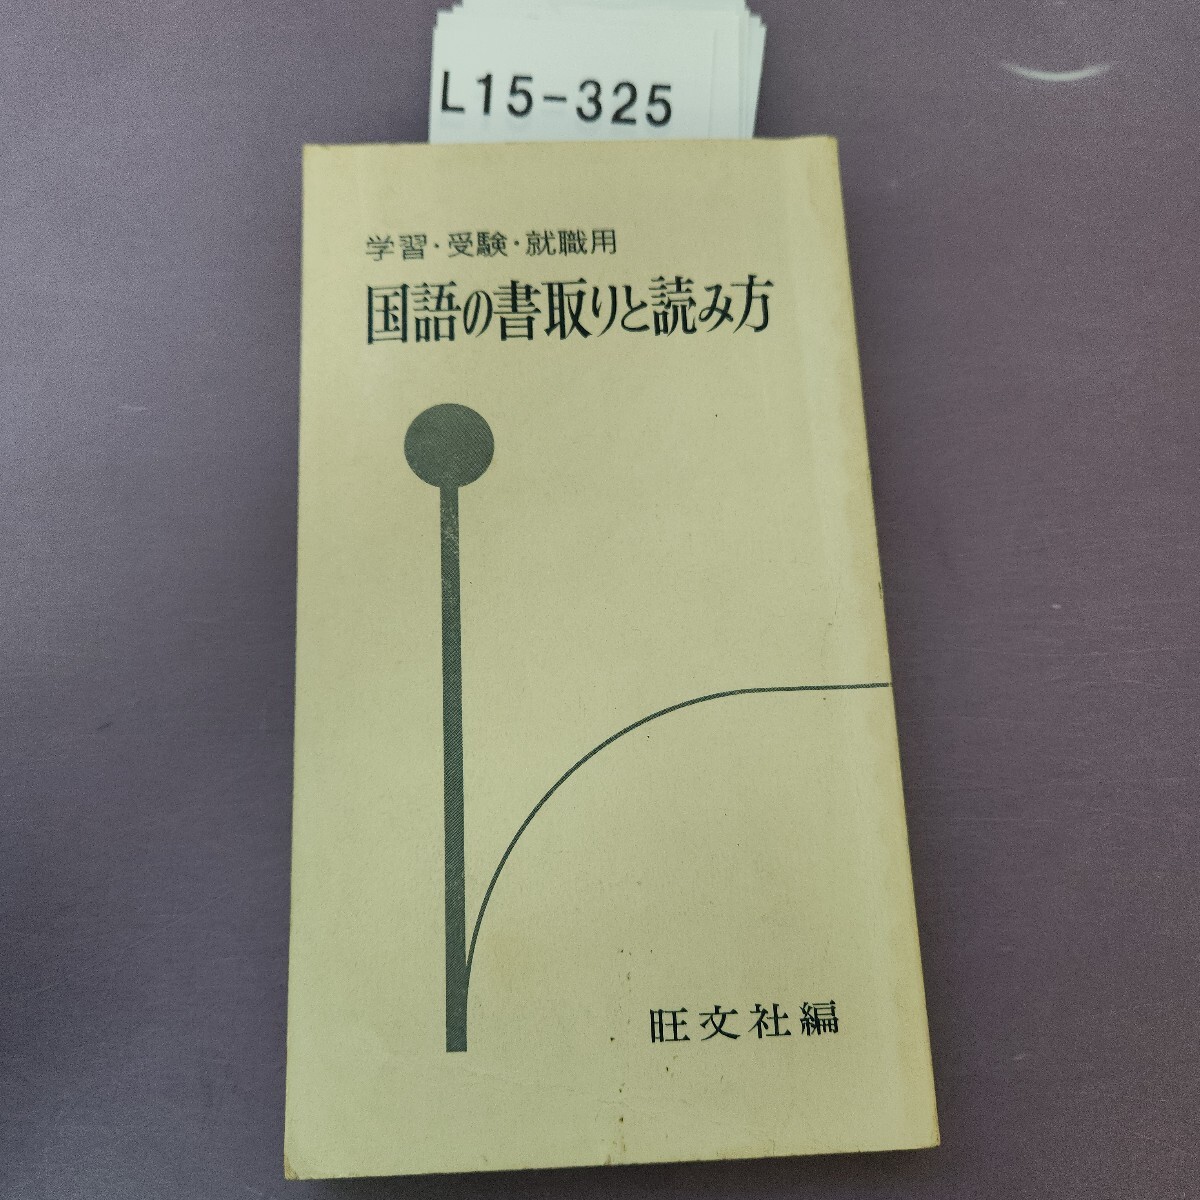 L15-325
学習・受験・就職用
国語の書取りと読み方
旺文社編